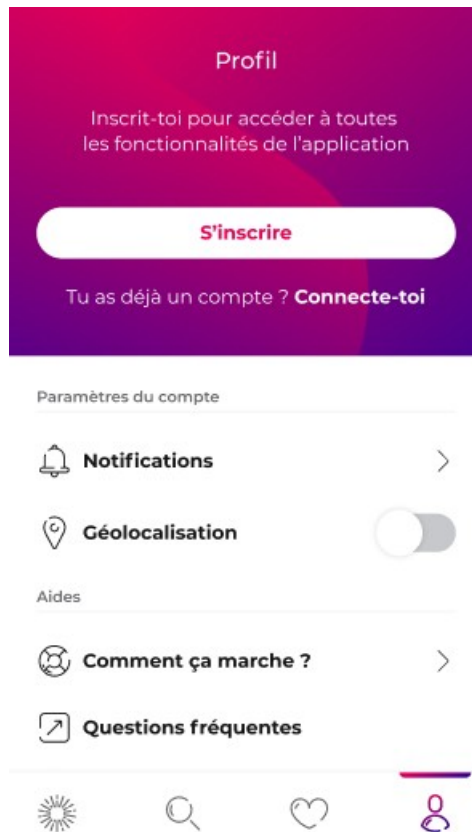 Profil
Inscrit-toi pour accéder à toutes
les fonctionnalités de l'application
S'inscrire
Tu as déjà un compte ? Connecte-toi
Paramètres du compte
Notifications
Géolocalisation
Aides
Comment ça marche ?
Questions fréquentes